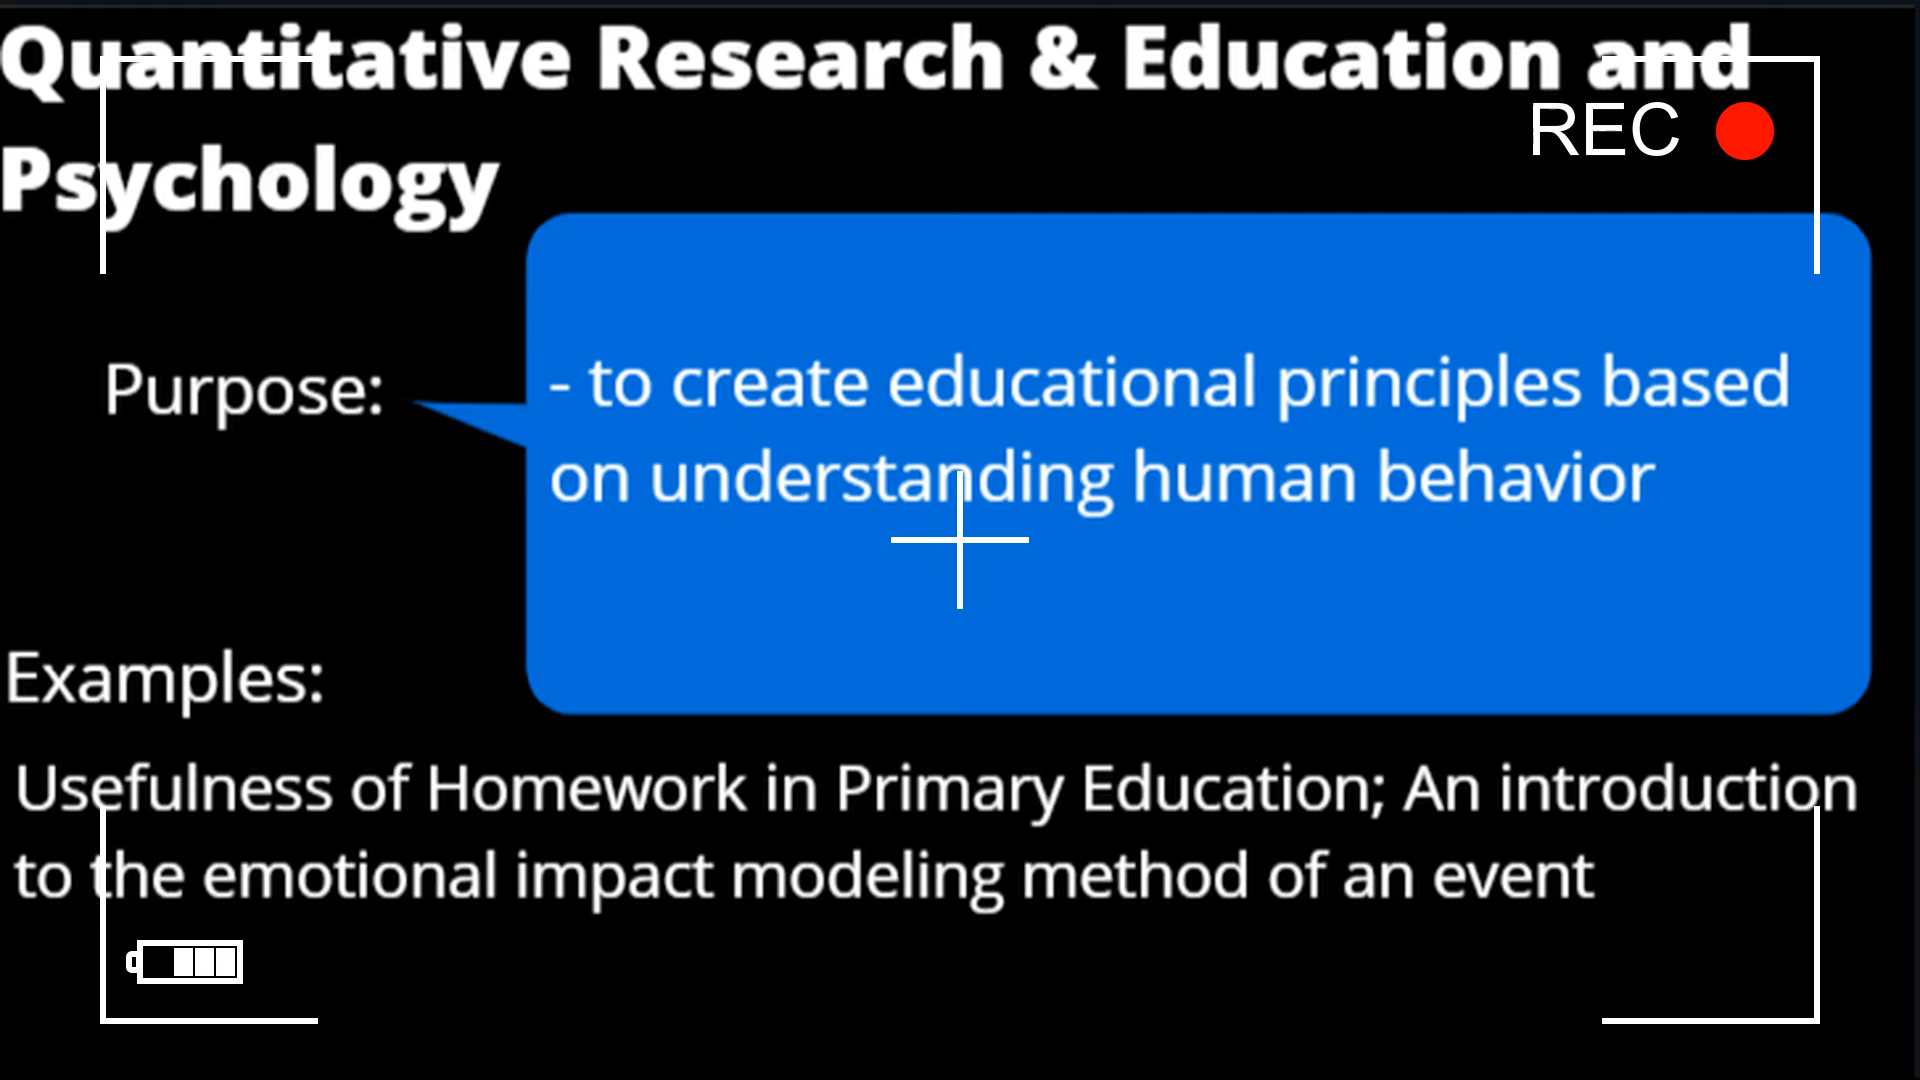 Quantitative Research & Education and
Psychology
REC
Purpose:
- to create educational principles based
on understanding human behavior
Examples:
Usefulness of Homework in Primary Education; An introduction
to the emotional impact modeling method of an event